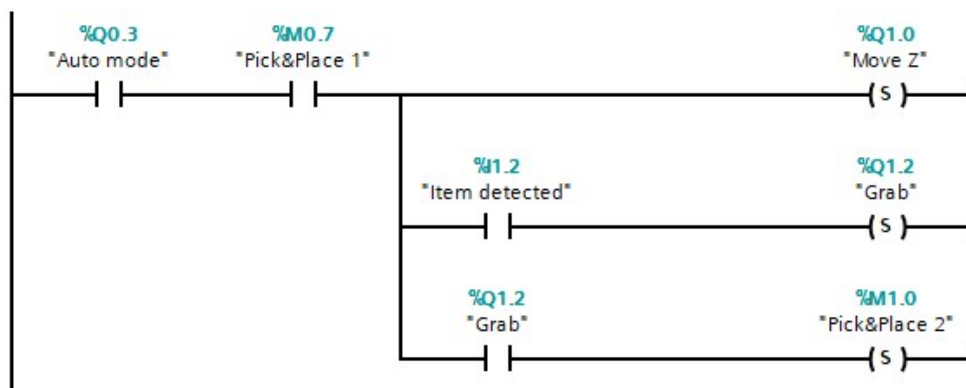 %Q0.3
"Auto mode"
%M0.7
"Pick&Place 1"
%Q1.0
"Move Z"
S
%I1.2
"Item detected"
%Q1.2
"Grab"
S
%Q1.2
"Grab"
%M1.0
"Pick&Place 2"
S